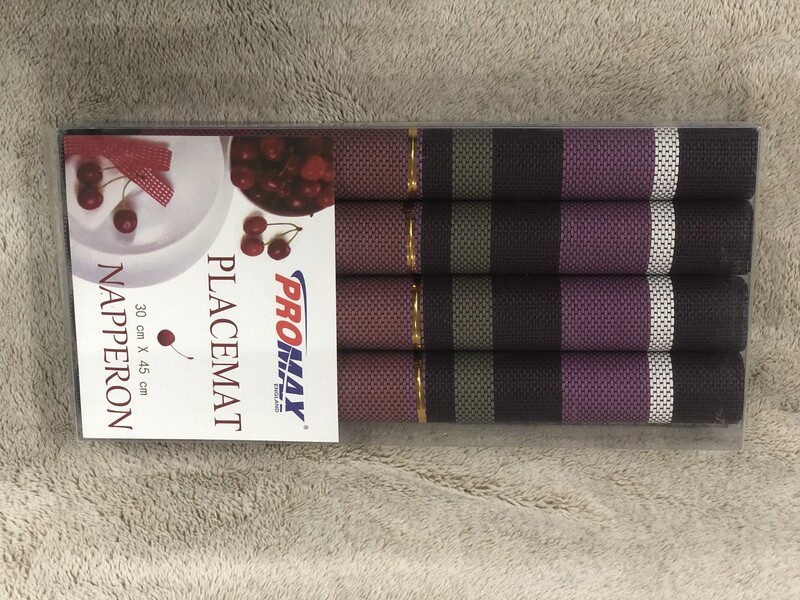 PROMAX ®
ENGLAND
PLACEMAT
30 cm X 45 cm
NAPPERON